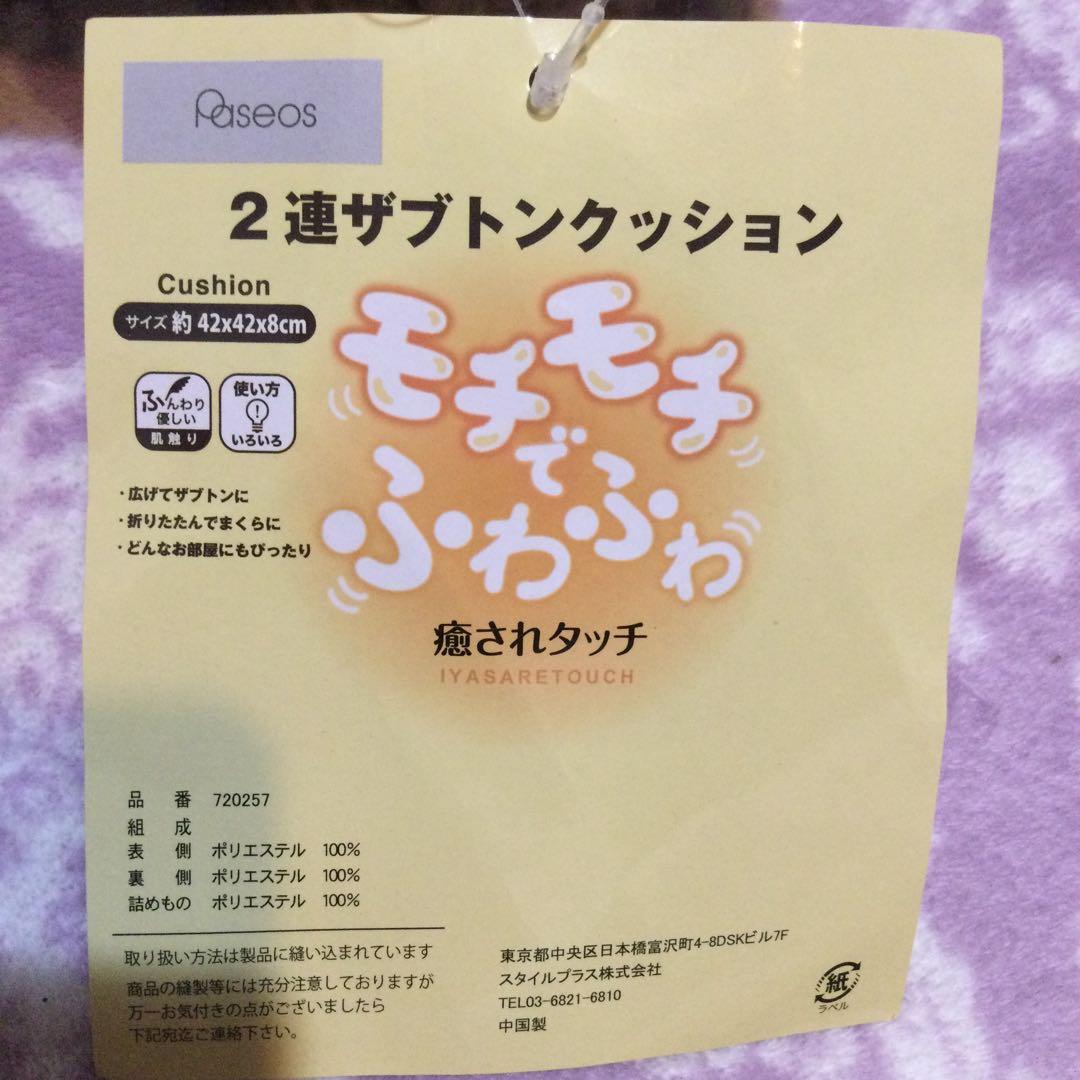 Paseos
2連ザブトンクッション
Cushion
サイズ 約 42x42x8cm
モチモチ
で
ふわふわ
ふんわり
優しい
肌触り
使い方
いろいろ
・広げてザブトンに
・折りたたんでまくらに
・どんなお部屋にもぴったり
癒されタッチ
IYASARETOUCH
品番 720257
組成
表側 ポリエステル 100%
裏側 ポリエステル 100%
詰めもの ポリエステル 100%
取り扱い方法は製品に縫い込まれています
商品の縫製等には充分注意しておりますが
万一お気付きの点がございましたら
下記宛迄ご連絡下さい。
東京都中央区日本橋富沢町4-8DSKビル7F
スタイルプラス株式会社
TEL03-6821-6810
中国製
紙
ラベル